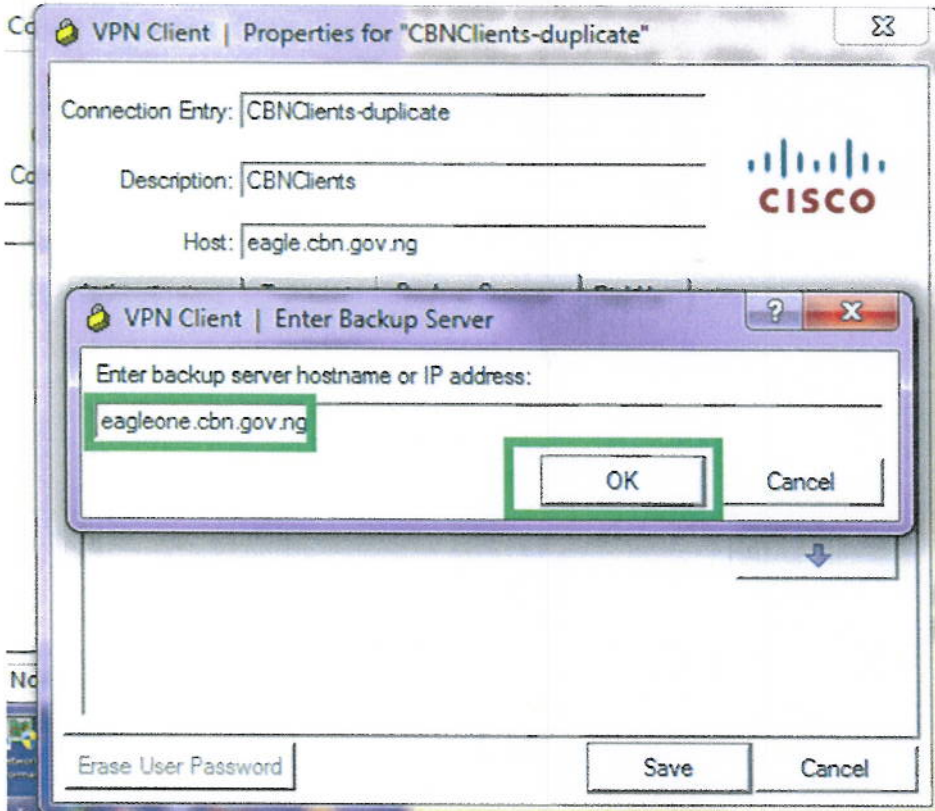 VPN Client | Properties for "CBNClients-duplicate"
Connection Entry: CBNClients-duplicate
Description: CBNClients
CISCO
Host: eagle.cbn.gov.ng
VPN Client | Enter Backup Server
?
Enter backup server hostname or IP address:
eagleone.cbn.gov.ng
OK Cancel
Erase User Password Save Cancel